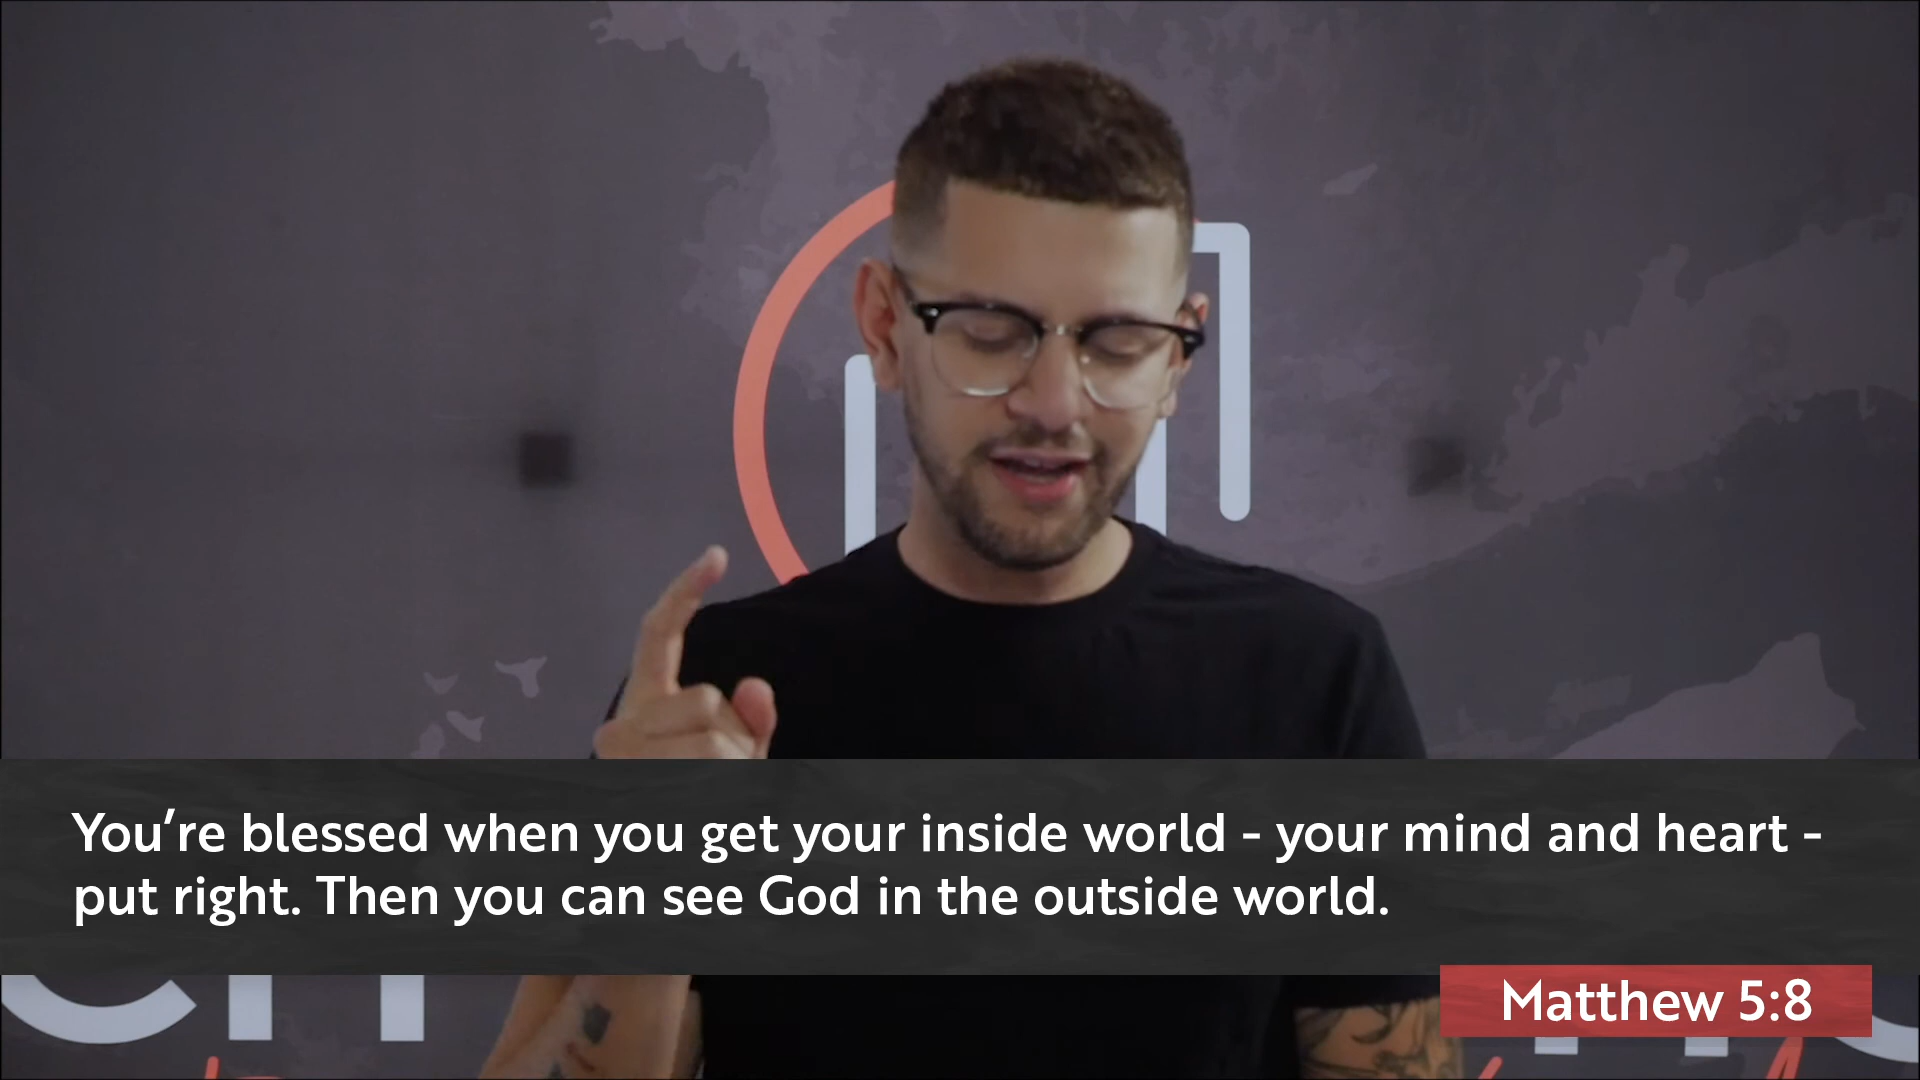 You’re blessed when you get your inside world - your mind and heart -
put right. Then you can see God in the outside world.
Matthew 5:8